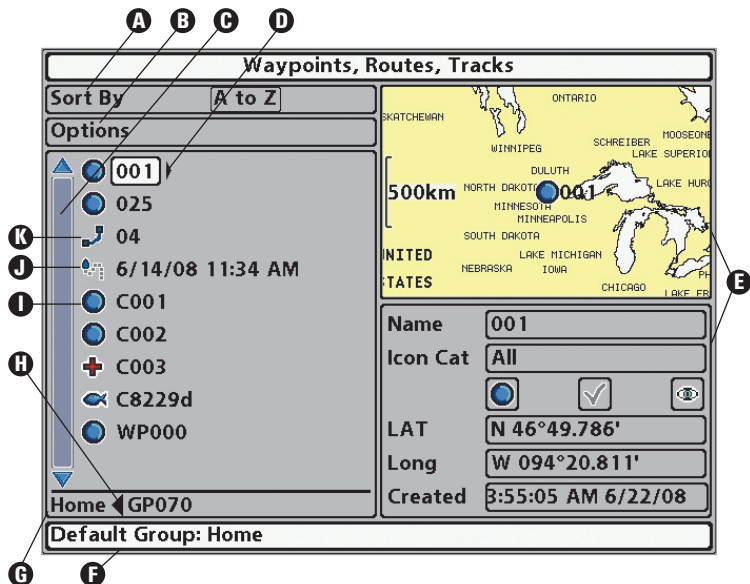 A B C D
Waypoints, Routes, Tracks
Sort By A to Z
Options
001
025
K 04
J 6/14/08 11:34 AM
I C001
C002
C003
C8229d
WP000
H
Home GP070
Default Group: Home
G F
ONTARIO
SKATCHEWAN
MOOSEONE
WINNIPEG
SCHREIBER
LAKE SUPERIO
DULUTH
500km
NORTH DAKOTA
001
LAKE HURO
MINNESOTA
MINNEAPOLIS
SOUTH DAKOTA
NITED
LAKE MICHIGAN
NEBRASKA
IOWA
TATES
PH
CHICAGO
LAKE ER
E
Name 001
Icon Cat All
LAT N 46°49.786'
Long W 094°20.811'
Created 3:55:05 AM 6/22/08